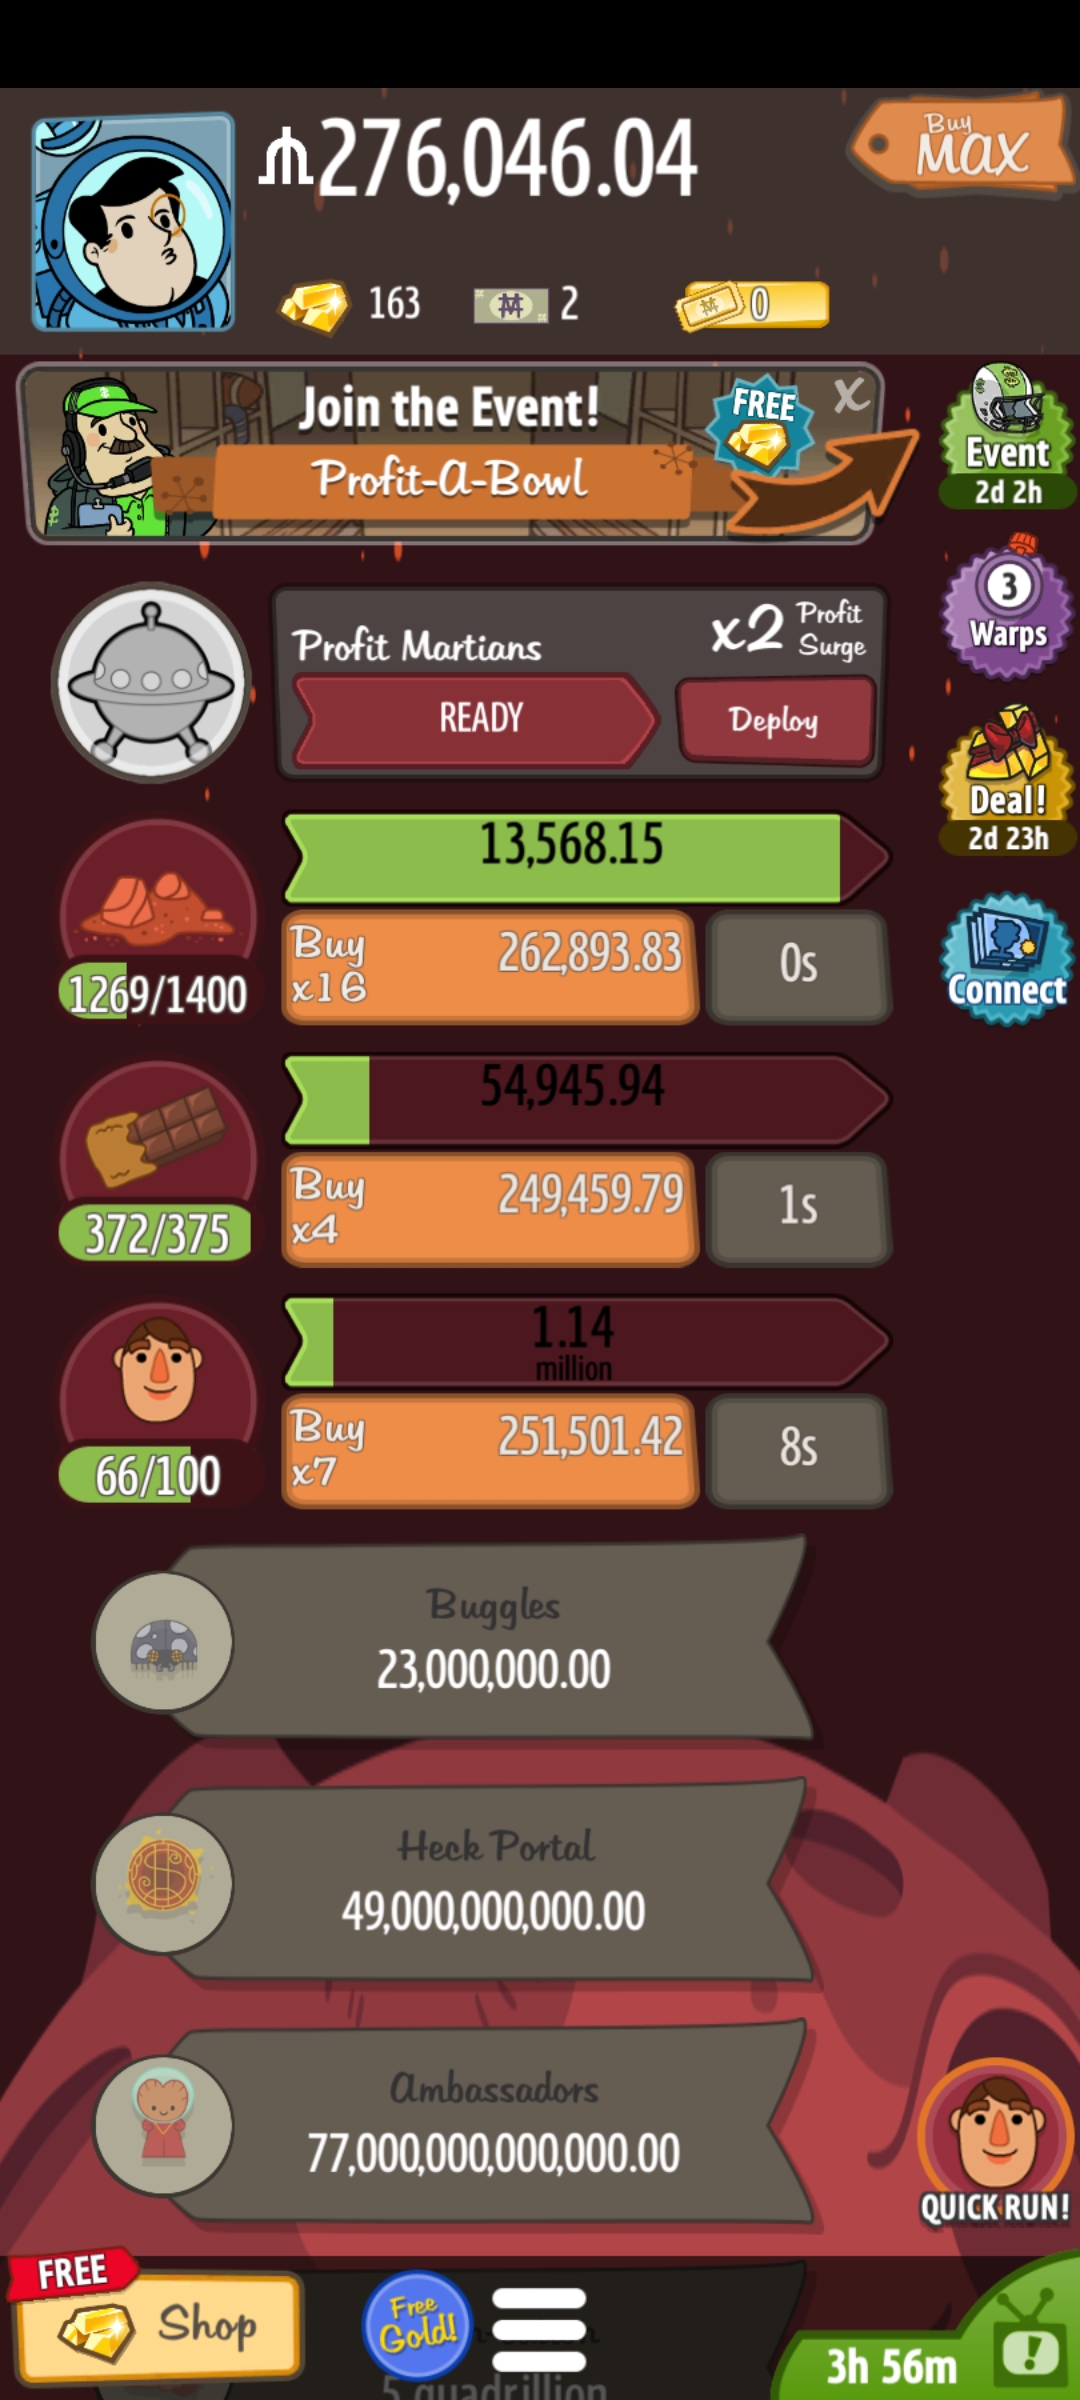 ₥276,046.04
Buy
MAX
163
2
0
Join the Event!
FREE
X
Profit-A-Bowl
Event
2d 2h
3
Warps
Profit Martians
x2 Profit
Surge
READY
Deploy
Deal!
2d 23h
13,568.15
Buy
x16
262,893.83
0s
1269/1400
Connect
54,945.94
Buy
x4
249,459.79
1s
372/375
1.14
million
Buy
x7
251,501.42
8s
66/100
Buggles
23,000,000.00
Heck Portal
49,000,000,000.00
Ambassadors
77,000,000,000,000.00
QUICK RUN!
FREE
Shop
Free
Gold!
3h 56m
5 quadrillion